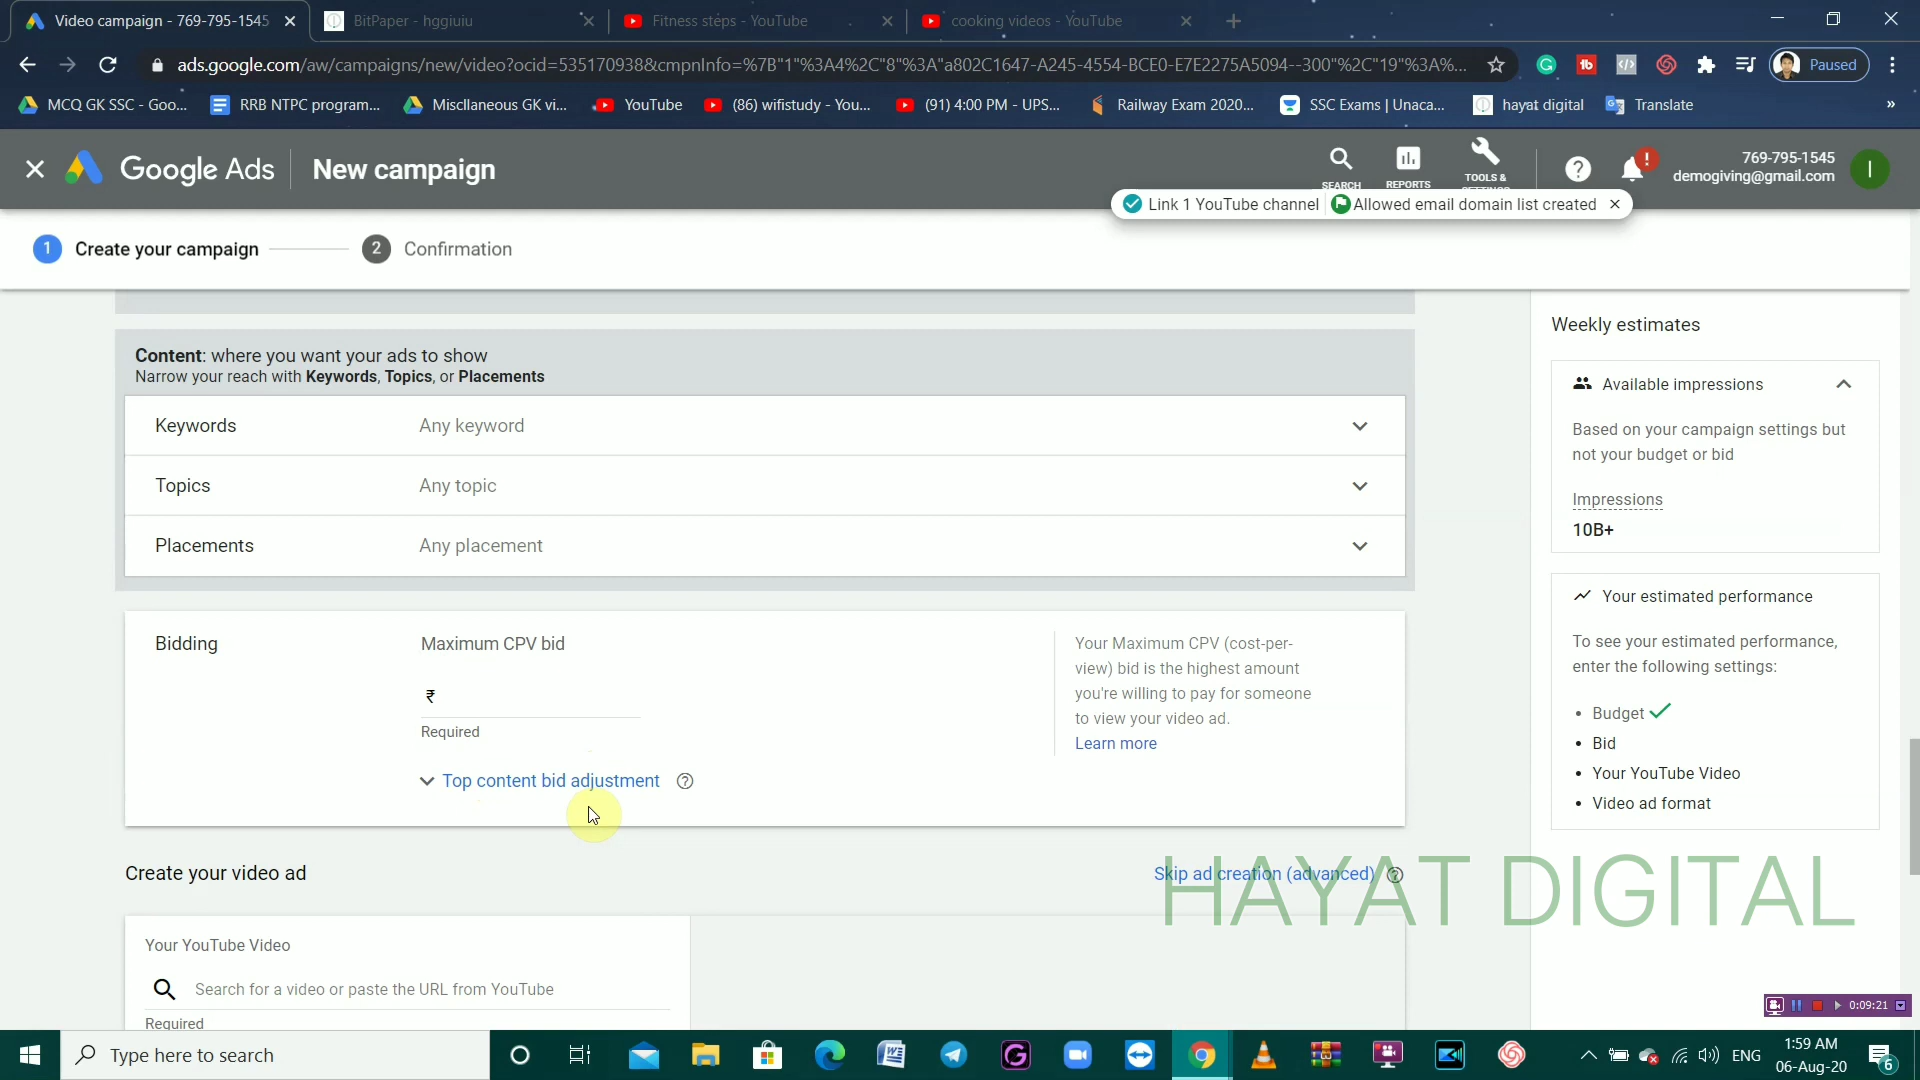 Video campaign - 769-795-1545
BitPaper - hggiuiu
Fitness steps - YouTube
cooking videos - YouTube
ads.google.com/aw/campaigns/new/video?ocid=535170938&cmpnInfo=%7B"1"%3A4%2C"8"%3A"a802C1647-A245-4554-BCE0-E7E2275A5094--300"%2C"19"%3A%...
Paused
MCQ GK SSC - Goo...
RRB NTPC program...
Miscllaneous GK vi...
YouTube
(86) wifistudy - You...
(91) 4:00 PM - UPS...
Railway Exam 2020...
SSC Exams | Unaca...
hayat digital
Translate
»
Google Ads
New campaign
SEARCH
REPORTS
TOOLS &
SETTINGS
769-795-1545
demogiving@gmail.com
I
Link 1 YouTube channel
Allowed email domain list created
1 Create your campaign
2 Confirmation
Content: where you want your ads to show
Narrow your reach with Keywords, Topics, or Placements
Keywords Any keyword
Topics Any topic
Placements Any placement
Bidding
Maximum CPV bid
₹
Required
Top content bid adjustment
Your Maximum CPV (cost-per-
view) bid is the highest amount
you're willing to pay for someone
to view your video ad.
Learn more
Create your video ad
Skip ad creation (advanced)
Your YouTube Video
Search for a video or paste the URL from YouTube
Required
Weekly estimates
Available impressions
Based on your campaign settings but
not your budget or bid
Impressions
10B+
Your estimated performance
To see your estimated performance,
enter the following settings:
• Budget
• Bid
• Your YouTube Video
• Video ad format
HAYAT DIGITAL
0:09:21
Type here to search
ENG
1:59 AM
06-Aug-20
6